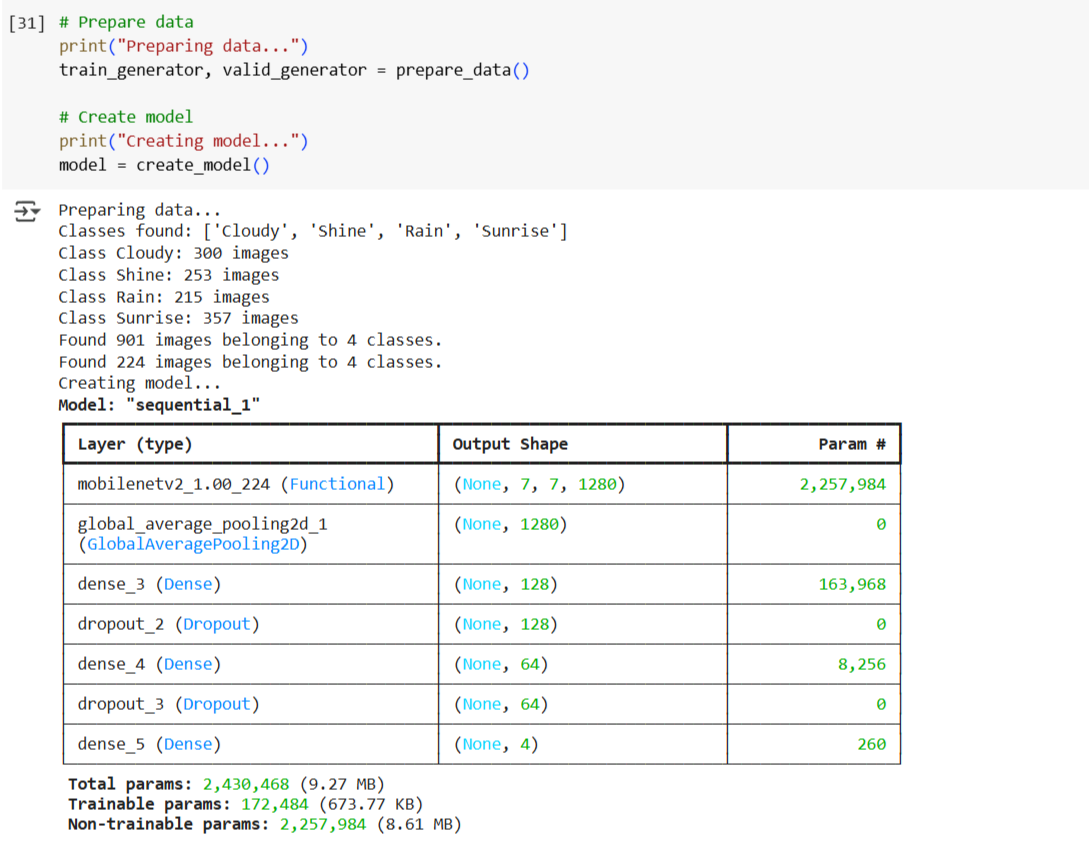 [31] # Prepare data
print("Preparing data...")
train_generator, valid_generator = prepare_data()
# Create model
print("Creating model...")
model = create_model()
Preparing data...
Classes found: ['Cloudy', 'Shine', 'Rain', 'Sunrise']
Class Cloudy: 300 images
Class Shine: 253 images
Class Rain: 215 images
Class Sunrise: 357 images
Found 901 images belonging to 4 classes.
Found 224 images belonging to 4 classes.
Creating model...
Model: "sequential_1"
Layer (type) Output Shape Param #
mobilenetv2_1.00_224 (Functional) (None, 7, 7, 1280) 2,257,984
global_average_pooling2d_1 (None, 1280) 0
(GlobalAveragePooling2D)
dense_3 (Dense) (None, 128) 163,968
dropout_2 (Dropout) (None, 128) 0
dense_4 (Dense) (None, 64) 8,256
dropout_3 (Dropout) (None, 64) 0
dense_5 (Dense) (None, 4) 260
Total params: 2,430,468 (9.27 MB)
Trainable params: 172,484 (673.77 KB)
Non-trainable params: 2,257,984 (8.61 MB)